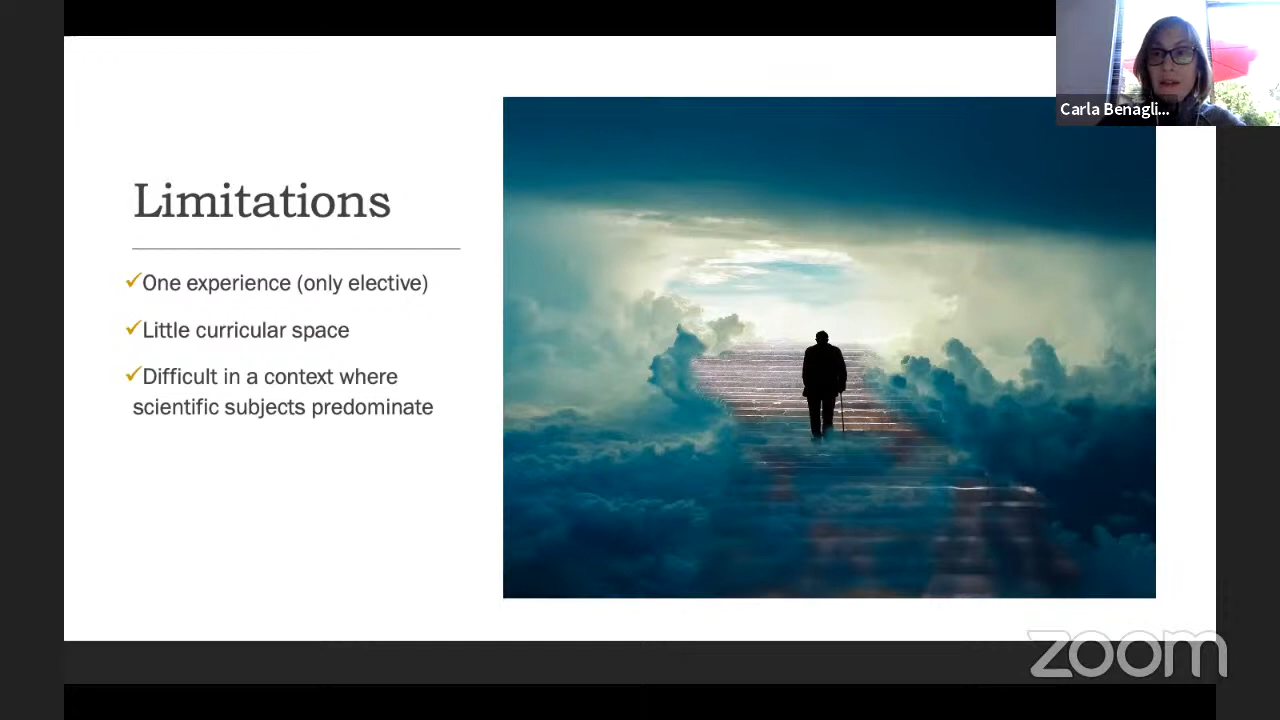 Carla Benagli...
Limitations
✓One experience (only elective)
✓Little curricular space
✓Difficult in a context where
scientific subjects predominate
zoom